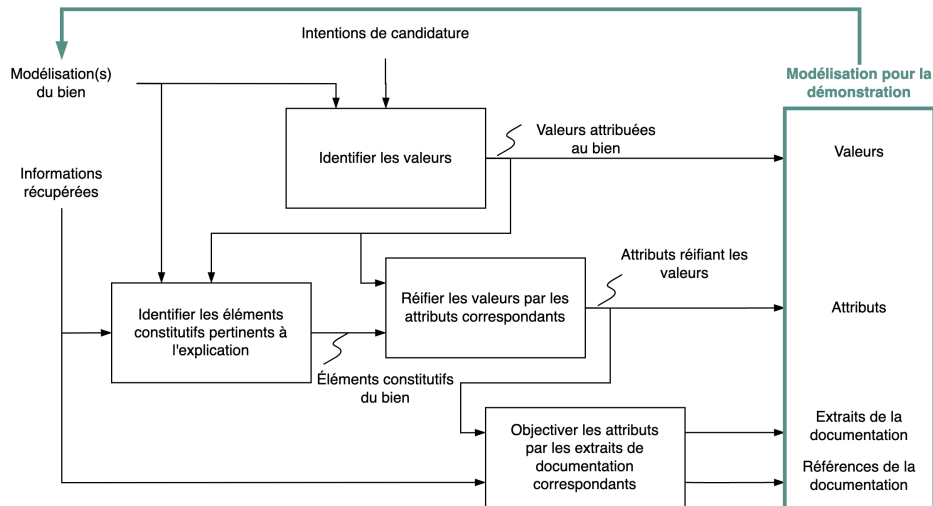 Intentions de candidature
Modélisation(s)
du bien
Modélisation pour la
démonstration
Identifier les valeurs
Valeurs attribuées
au bien
Valeurs
Informations
récupérées
Attributs réifiant les
valeurs
Identifier les éléments
constitutifs pertinents à
l'explication
Réifier les valeurs par les
attributs correspondants
Attributs
Éléments constitutifs
du bien
Objectiver les attributs
par les extraits de
documentation
correspondants
Extraits de la
documentation
Références de la
documentation